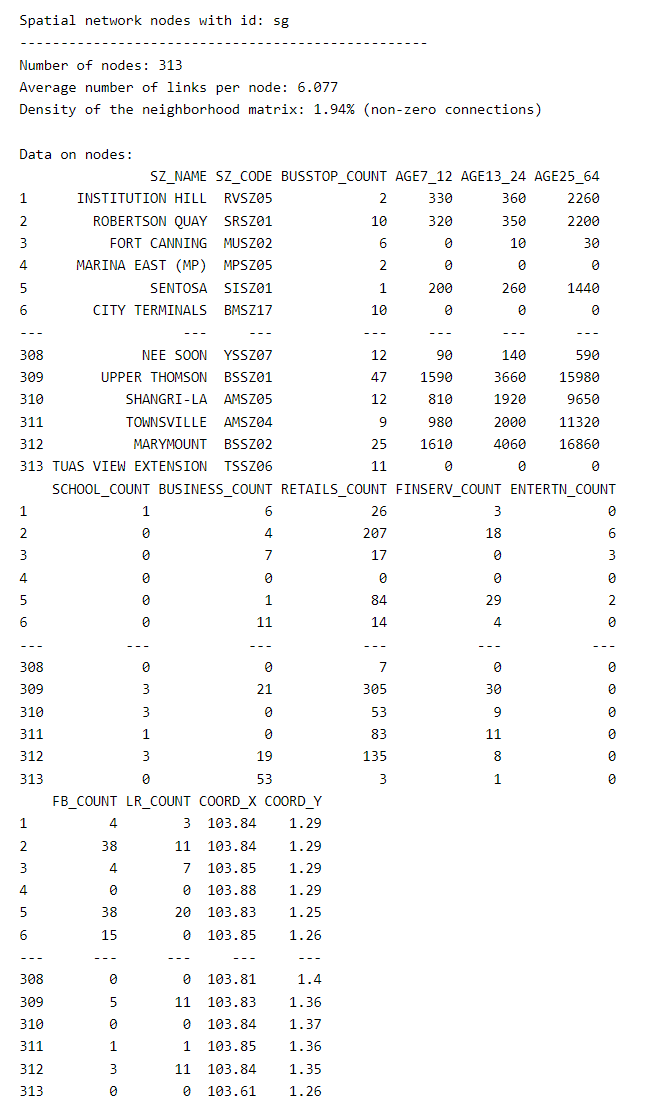 Spatial network nodes with id: sg
--------------------------------------------------
Number of nodes: 313
Average number of links per node: 6.077
Density of the neighborhood matrix: 1.94% (non-zero connections)

Data on nodes:
                SZ_NAME SZ_CODE BUSSTOP_COUNT AGE7_12 AGE13_24 AGE25_64
1      INSTITUTION HILL  RVSZ05             2     330      360     2260
2        ROBERTSON QUAY  SRSZ01            10     320      350     2200
3          FORT CANNING  MUSZ02             6       0       10       30
4      MARINA EAST (MP)  MPSZ05             2       0        0        0
5               SENTOSA  SISZ01             1     200      260     1440
6        CITY TERMINALS  BMSZ17            10       0        0        0
---                 ---     ---           ---     ---      ---      ---
308            NEE SOON  YSSZ07            12      90      140      590
309       UPPER THOMSON  BSSZ01            47    1590     3660    15980
310          SHANGRI-LA  AMSZ05            12     810     1920     9650
311          TOWNSVILLE  AMSZ04             9     980     2000    11320
312           MARYMOUNT  BSSZ02            25    1610     4060    16860
313 TUAS VIEW EXTENSION  TSSZ06            11       0        0        0
    SCHOOL_COUNT BUSINESS_COUNT RETAILS_COUNT FINSERV_COUNT ENTERTN_COUNT
1              1              6            26             3             0
2              0              4           207            18             6
3              0              7            17             0             3
4              0              0             0             0             0
5              0              1            84            29             2
6              0             11            14             4             0
---          ---            ---           ---           ---           ---
308            0              0             7             0             0
309            3             21           305            30             0
310            3              0            53             9             0
311            1              0            83            11             0
312            3             19           135             8             0
313            0             53             3             1             0
    FB_COUNT LR_COUNT COORD_X COORD_Y
1          4        3  103.84    1.29
2         38       11  103.84    1.29
3          4        7  103.85    1.29
4          0        0  103.88    1.29
5         38       20  103.83    1.25
6         15        0  103.85    1.26
---      ---      ---     ---     ---
308        0        0  103.81     1.4
309        5       11  103.83    1.36
310        0        0  103.84    1.37
311        1        1  103.85    1.36
312        3       11  103.84    1.35
313        0        0  103.61    1.26